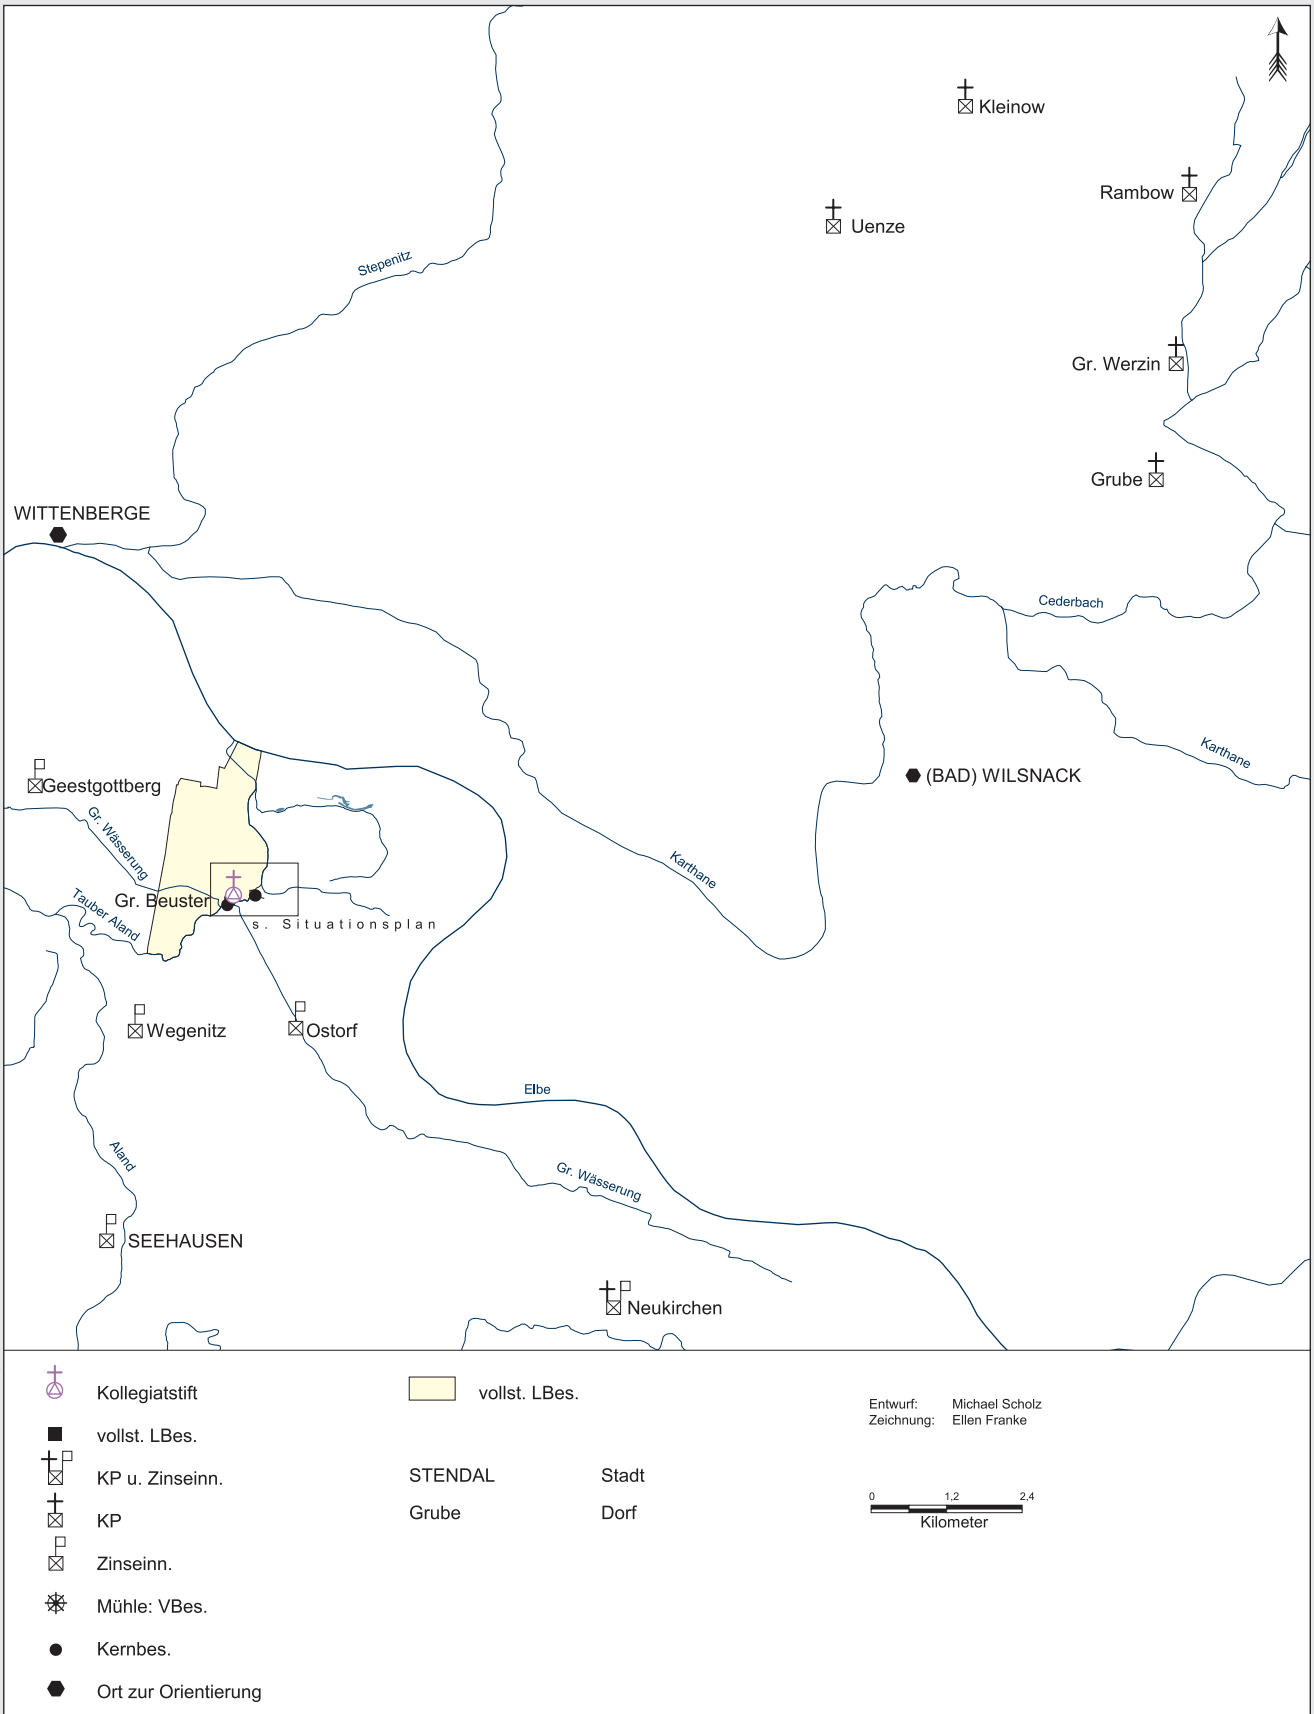 Kleinow
Rambow
Uenze
Stepenitz
Gr. Werzin
Grube
WITTENBERGE
Cederbach
Karthane
(BAD) WILSNACK
Geestgottberg
Gr. Wässerung
Karthane
Tauber Aland
Gr. Beuster
s. Situationsplan
Wegenitz
Ostorf
Elbe
Aland
Gr. Wässerung
SEEHAUSEN
Neukirchen
Kollegiatstift
vollst. LBes.
KP u. Zinseinn.
KP
Zinseinn.
Mühle: VBes.
Kernbes.
Ort zur Orientierung
vollst. LBes.
STENDAL Stadt
Grube Dorf
Entwurf: Michael Scholz
Zeichnung: Ellen Franke
0 1,2 2,4
Kilometer